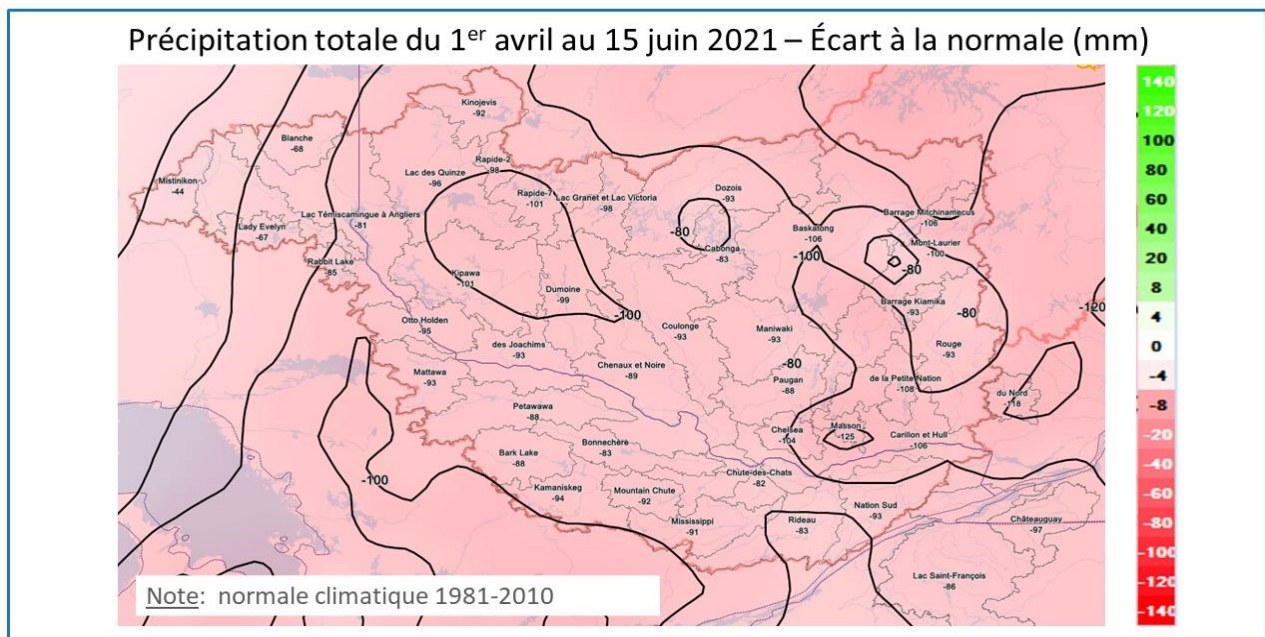 Précipitation totale du 1er avril au 15 juin 2021 – Écart à la normale (mm)
Kinojevis
-92
Blanche
-68
Mistinikon
-44
Lady Evelyn
-67
Lac Témiscamingue à Angliers
-81
Rabbit Lake
-85
Lac des Quinze
-96
Rapide-2
-98
Rapide-7
-101
Lac Granet et Lac Victoria
-98
Dozois
-93
-80
Cabonga
-83
Baskatong
-106
-100
Barrage Mitchinamecus
-106
Mont-Laurier
-100
-80
Barrage Kiamika
-93
-80
-120
Kipawa
-101
Dumoine
-99
-100
Otto Holden
-95
des Joachims
-93
Coulonge
-93
Maniwaki
-93
Rouge
-93
Mattawa
-93
Chenaux et Noire
-89
-80
Paugan
-88
de la Petite Nation
-108
du Nord
-118
Petawawa
-88
Chelsea
-104
Masson
-125
Carillon et Hull
-106
Bonnechère
-83
Bark Lake
-88
-100
Kamaniskeg
-94
Mountain Chute
-92
Chute-des-Chats
-82
Mississippi
-91
Rideau
-83
Nation Sud
-93
Châteauguay
-97
Lac Saint-François
-86
Note: normale climatique 1981-2010
140
120
100
80
60
40
20
8
4
0
-4
-8
-20
-40
-60
-80
-100
-120
-140